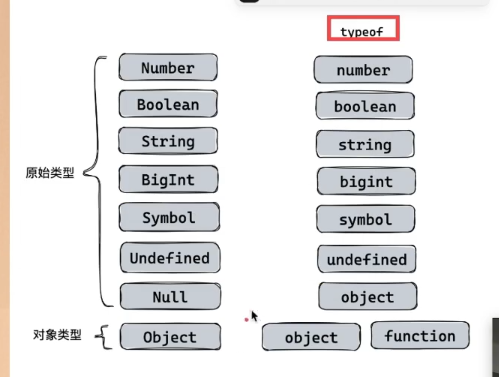 typeof
Number number
Boolean boolean
String string
原始类型
BigInt bigint
Symbol symbol
Undefined undefined
Null object
对象类型 Object object function